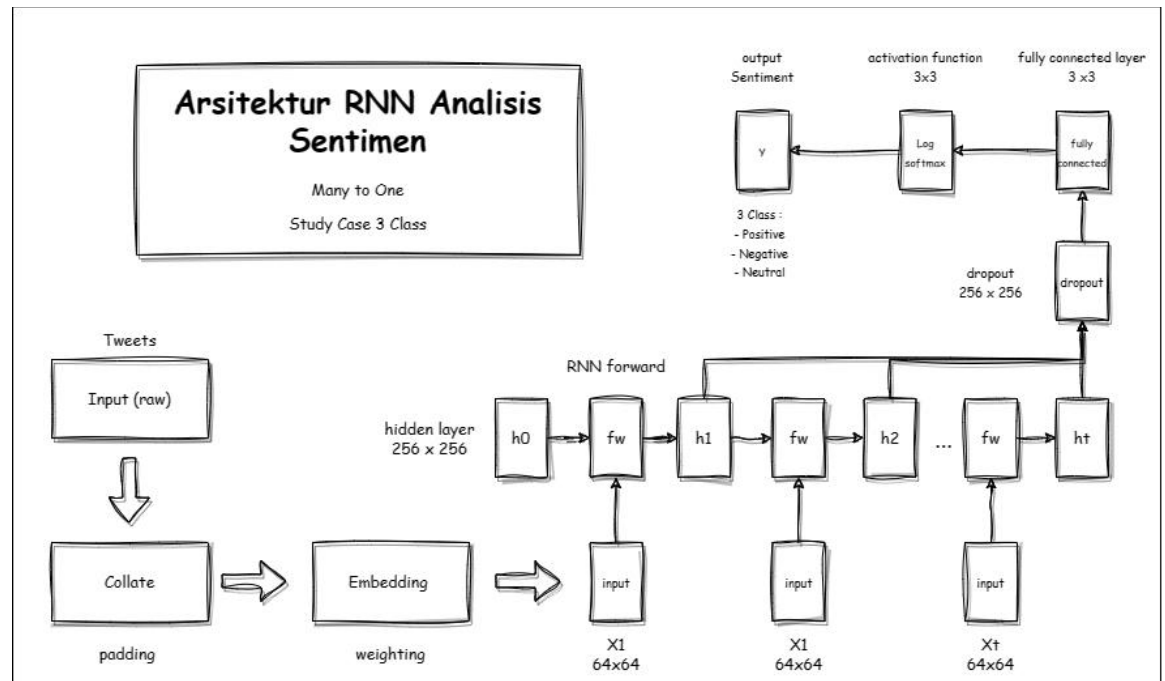 Arsitektur RNN Analisis
Sentimen
Many to One
Study Case 3 Class
output
Sentiment
activation function
3x3
fully connected layer
3 x3
y
Log
softmax
fully
connected
3 Class :
- Positive
- Negative
- Neutral
dropout
256 x 256
dropout
Tweets
Input (raw)
RNN forward
hidden layer
256 x 256
h0
fw
h1
fw
h2
...
fw
ht
Collate
Embedding
input
input
input
padding
weighting
X1
64x64
X1
64x64
Xt
64x64